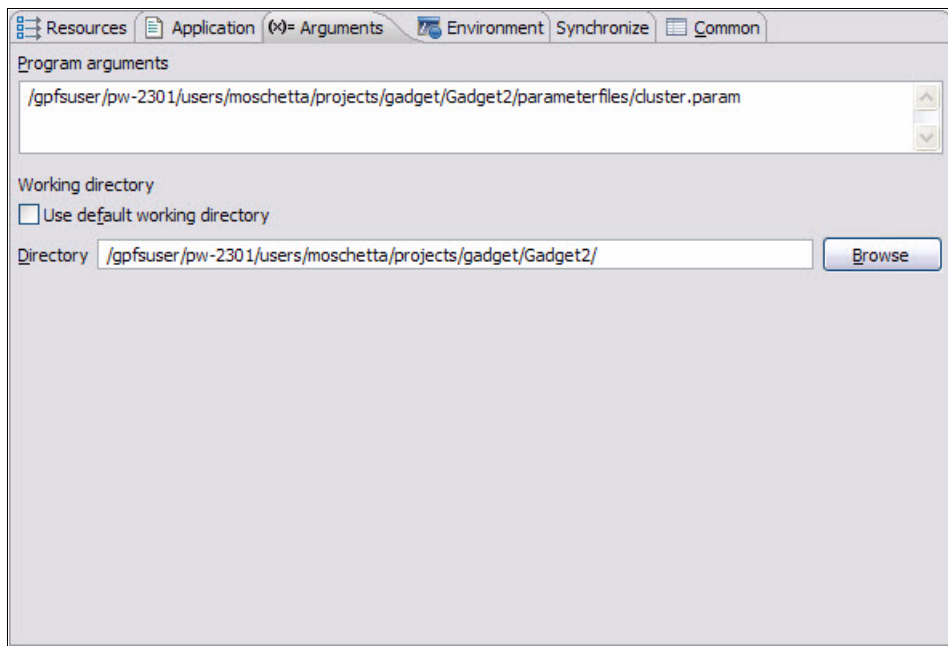 Resources Application (x)= Arguments Environment Synchronize Common
Program arguments
/gpfsuser/pw-2301/users/moschetta/projects/gadget/Gadget2/parameterfiles/cluster.param
Working directory
Use default working directory
Directory /gpfsuser/pw-2301/users/moschetta/projects/gadget/Gadget2/ Browse